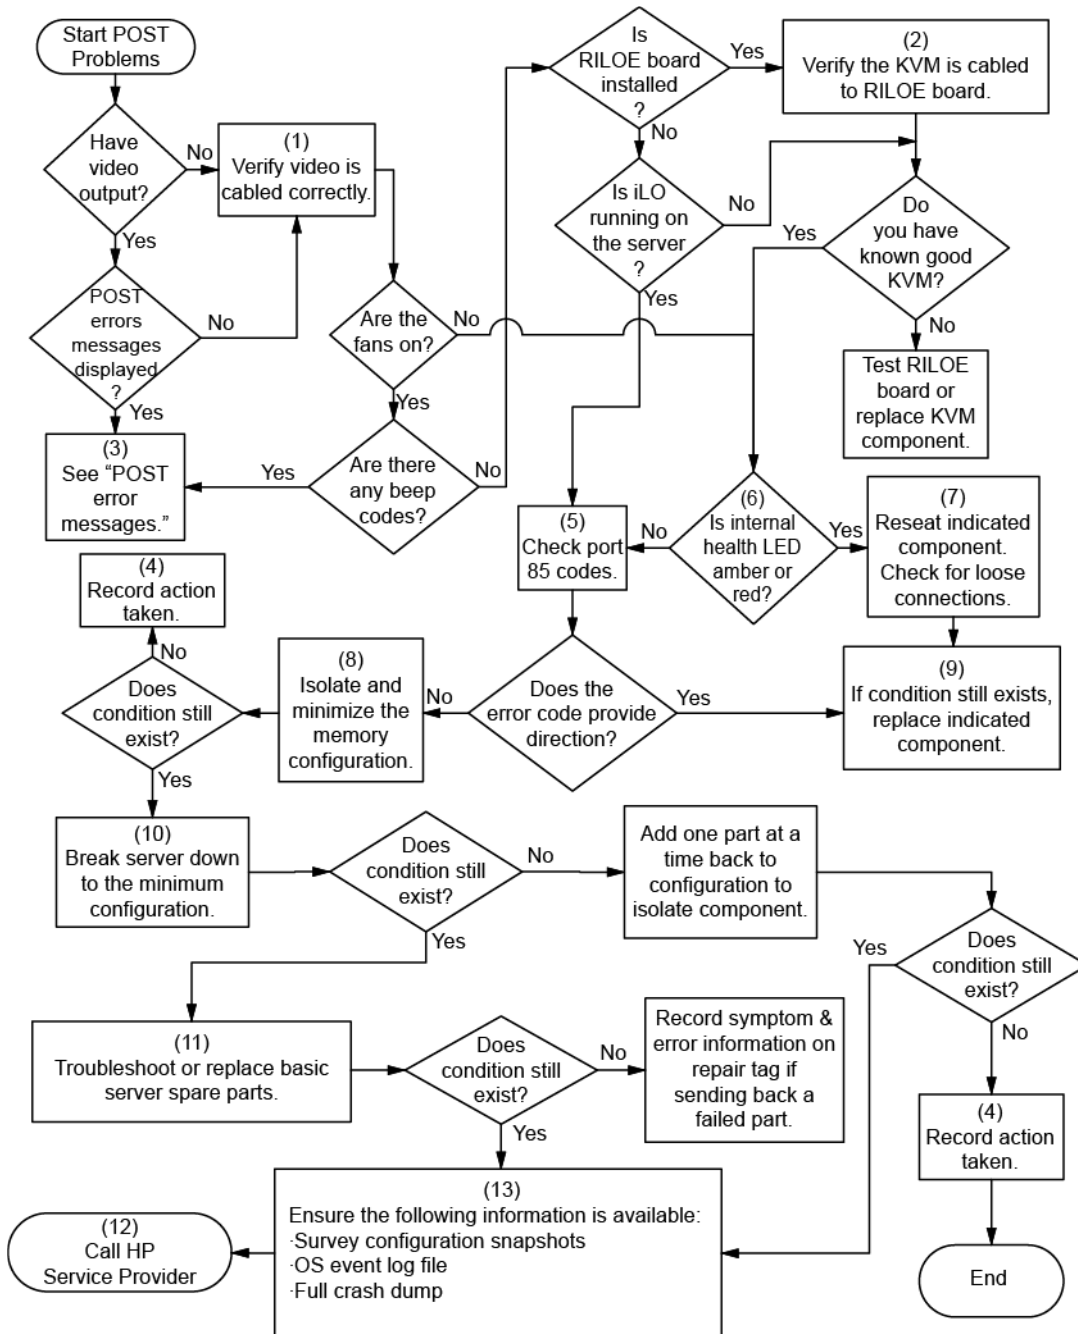 Start POST
Problems
Have
video
output?
No
Yes
(1)
Verify video is
cabled correctly.
POST
errors
messages
displayed
?
No
Yes
(3)
See “POST
error
messages.”
Are the
fans on?
No
Yes
Are there
any beep
codes?
Yes
No
Is
RILOE board
installed
?
Yes
No
(2)
Verify the KVM is cabled
to RILOE board.
Is iLO
running on
the server
?
No
Yes
Do
you have
known good
KVM?
Yes
No
Test RILOE
board or
replace KVM
component.
(5)
Check port
85 codes.
(6)
Is internal
health LED
amber or
red?
No
Yes
(7)
Reseat indicated
component.
Check for loose
connections.
(4)
Record action
taken.
No
Does
condition still
exist?
Yes
(8)
Isolate and
minimize the
memory
configuration.
No
Does the
error code provide
direction?
Yes
(9)
If condition still exists,
replace indicated
component.
(10)
Break server down
to the minimum
configuration.
Does
condition still
exist?
No
Yes
Add one part at a
time back to
configuration to
isolate component.
Does
condition still
exist?
Yes
No
(11)
Troubleshoot or replace basic
server spare parts.
Does
condition still
exist?
No
Yes
Record symptom &
error information on
repair tag if
sending back a
failed part.
(4)
Record action
taken.
(12)
Call HP
Service Provider
(13)
Ensure the following information is available:
·Survey configuration snapshots
·OS event log file
·Full crash dump
End